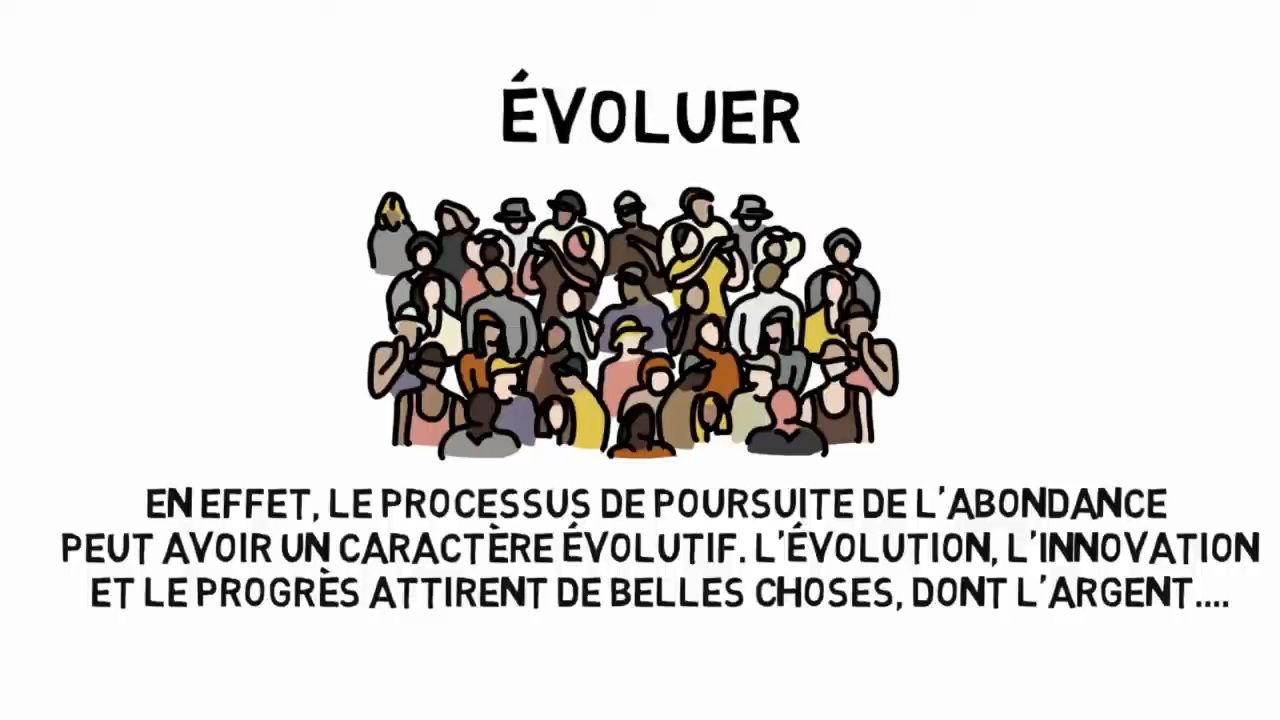 ÉVOLUER
EN EFFET, LE PROCESSUS DE POURSUITE DE L'ABONDANCE
PEUT AVOIR UN CARACTÈRE ÉVOLUTIF. L'ÉVOLUTION, L'INNOVATION
ET LE PROGRÈS ATTIRENT DE BELLES CHOSES, DONT L'ARGENT....